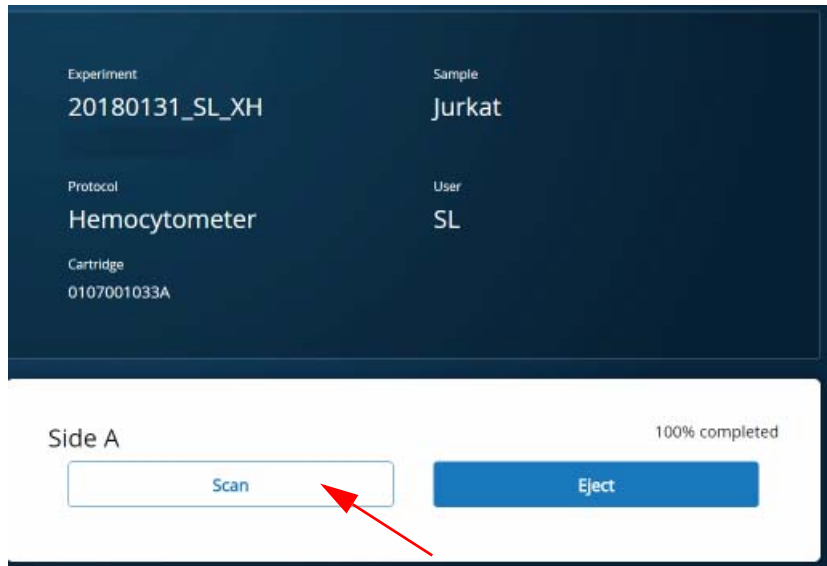 Experiment
20180131_SL_XH
Sample
Jurkat
Protocol
Hemocytometer
User
SL
Cartridge
0107001033A
Side A
100% completed
Scan
Eject